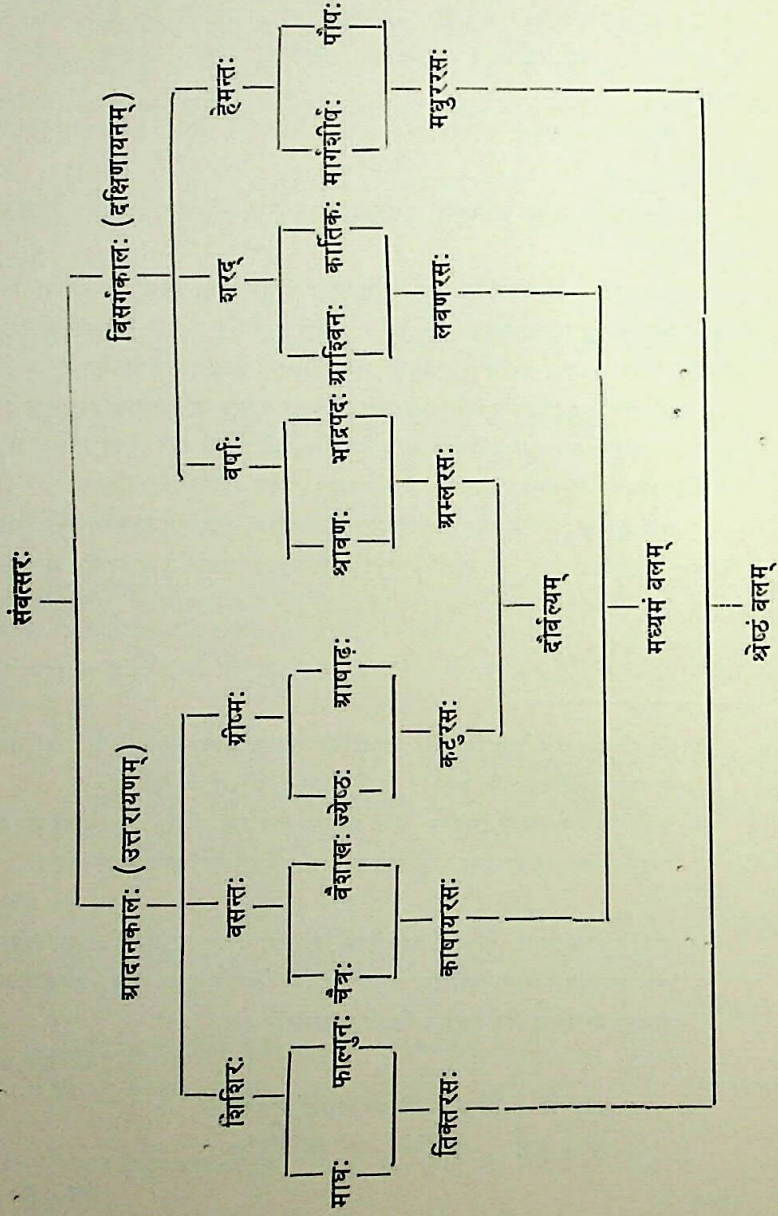 संवत्सरः
आदानकालः (उत्तरायणम्) विसर्गकालः (दक्षिणायनम्)
शिशिरः वसन्तः ग्रीष्मः वर्षाः शरद् हेमन्तः
माघः फाल्गुनः चैत्रः वैशाखः ज्येष्ठः आषाढ़ः श्रावणः भाद्रपदः आश्विनः कार्तिकः मार्गशीर्षः पौषः
तिक्तरसः काषायरसः कटुरसः अम्लरसः लवणरसः मधुररसः
दौर्बल्यम्
मध्यमं बलम्
श्रेष्ठं बलम्